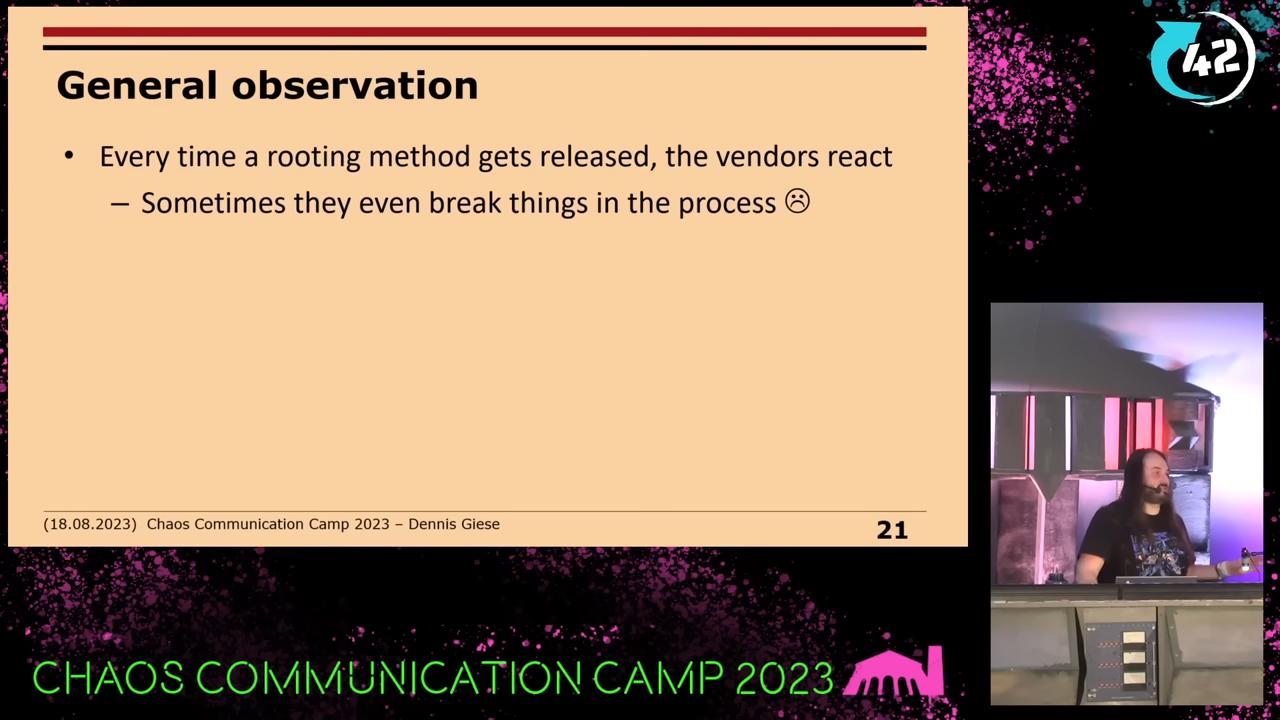 General observation
• Every time a rooting method gets released, the vendors react
– Sometimes they even break things in the process ☹
(18.08.2023) Chaos Communication Camp 2023 – Dennis Giese
21
42
CHAOS COMMUNICATION CAMP 2023